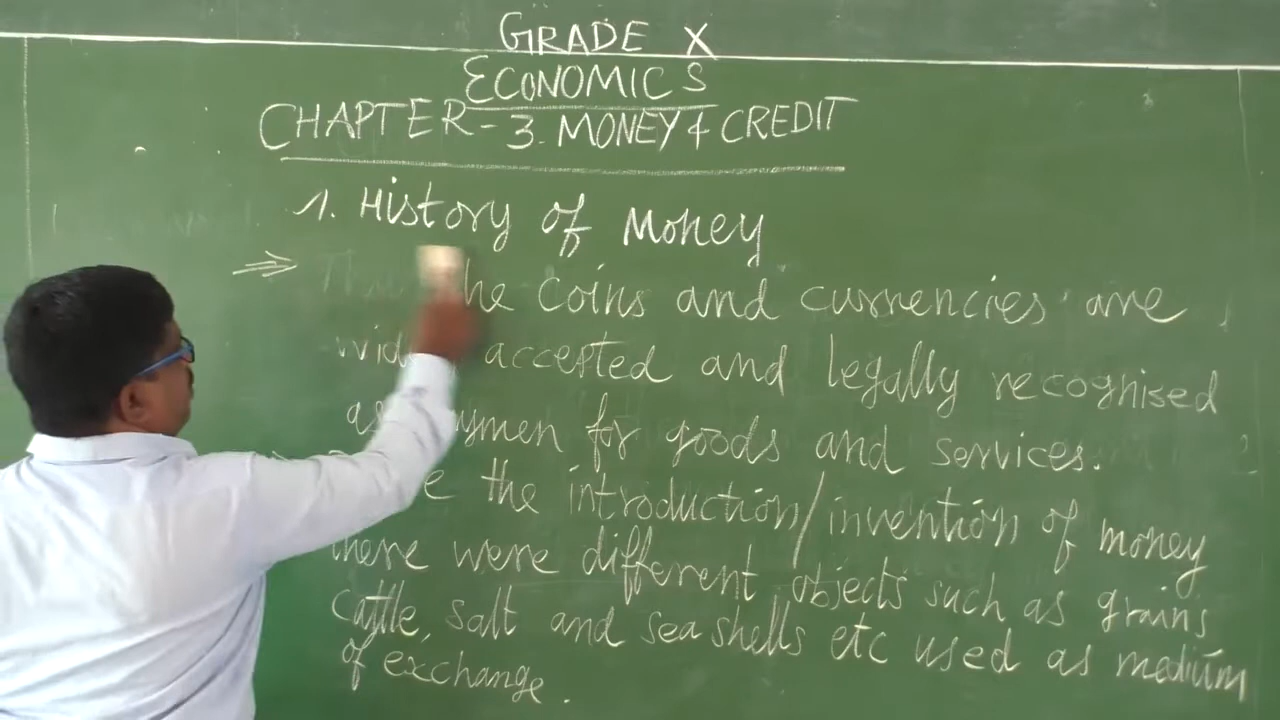 GRADE X
ECONOMICS
CHAPTER - 3. MONEY & CREDIT
1. History of Money
⇒ the coins and currencies are
accepted and legally recognised
as for goods and services.
the introduction/invention of money
there were different objects such as grains
cattle, salt and sea shells etc used as medium
of exchange.